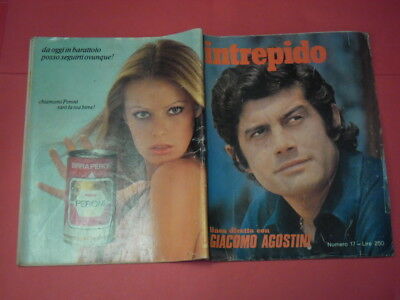 da oggi in barattolo
posso seguirti ovunque!
chiamami Peroni
sarò la tua birra!
BIRRA PERONI
PERONI
intrepido
linea diretta con
GIACOMO AGOSTINI
Numero 17 - Lire 250